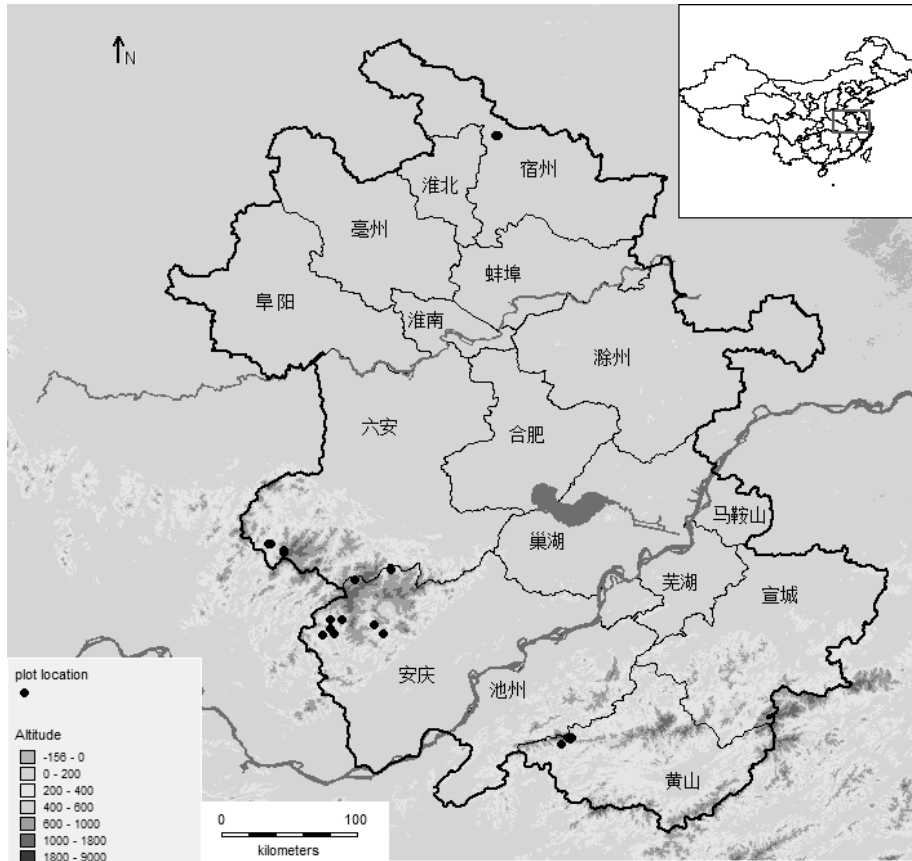 N
宿州
淮北
亳州
蚌埠
阜阳
淮南
滁州
六安
合肥
马鞍山
巢湖
芜湖
宣城
安庆
池州
黄山
plot location
Altitude
-156 - 0
0 - 200
200 - 400
400 - 600
600 - 1000
1000 - 1800
1800 - 9000
0 100
kilometers